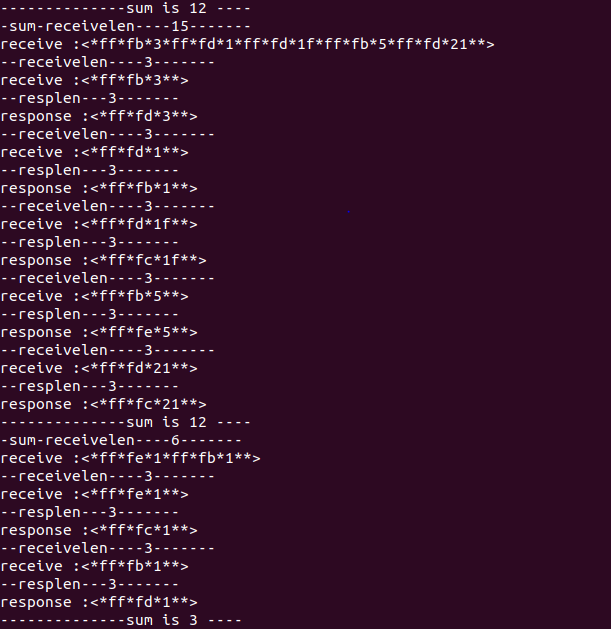 --------------sum is 12 ----
-sum-receivelen----15-------
receive :<*ff*fb*3*ff*fd*1*ff*fd*1f*ff*fb*5*ff*fd*21**>
--receivelen----3-------
receive :<*ff*fb*3**>
--resplen---3-------
response :<*ff*fd*3**>
--receivelen----3-------
receive :<*ff*fd*1**>
--resplen---3-------
response :<*ff*fb*1**>
--receivelen----3-------
receive :<*ff*fd*1f**>
--resplen---3-------
response :<*ff*fc*1f**>
--receivelen----3-------
receive :<*ff*fb*5**>
--resplen---3-------
response :<*ff*fe*5**>
--receivelen----3-------
receive :<*ff*fd*21**>
--resplen---3-------
response :<*ff*fc*21**>
--------------sum is 12 ----
-sum-receivelen----6-------
receive :<*ff*fe*1*ff*fb*1**>
--receivelen----3-------
receive :<*ff*fe*1**>
--resplen---3-------
response :<*ff*fc*1**>
--receivelen----3-------
receive :<*ff*fb*1**>
--resplen---3-------
response :<*ff*fd*1**>
--------------sum is 3 ----